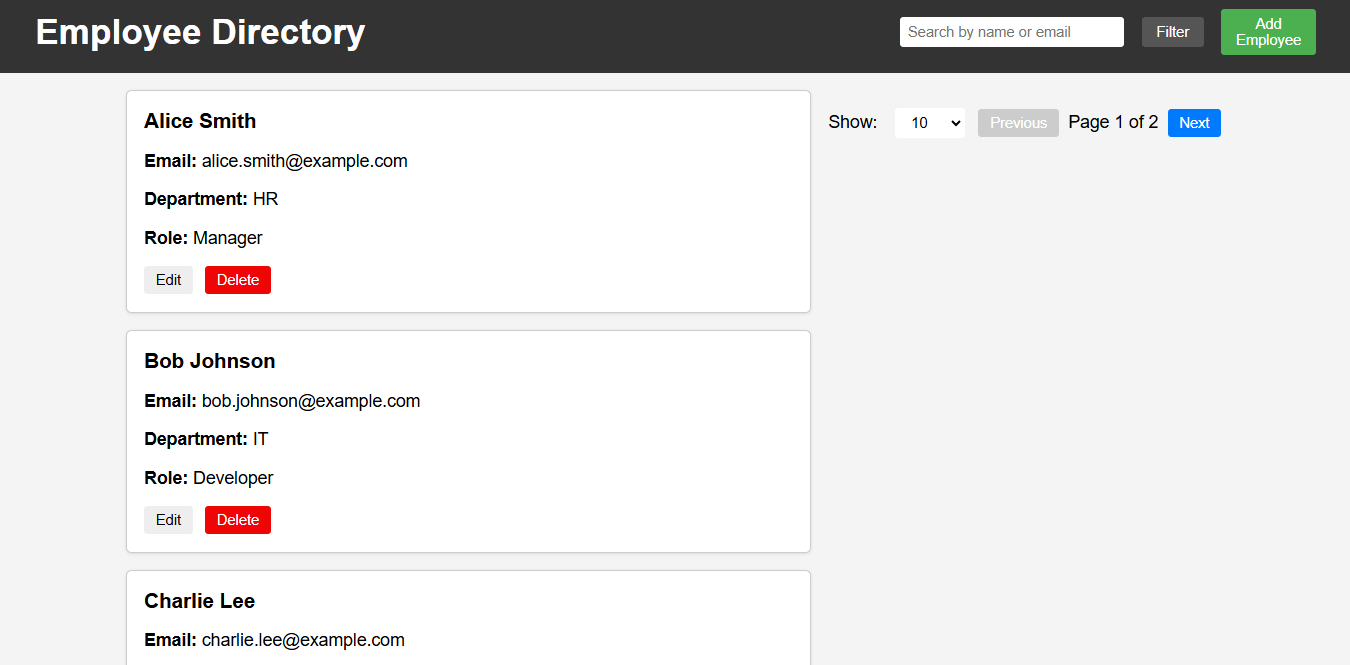 Employee Directory
Search by name or email
Filter
Add
Employee
Alice Smith
Email: alice.smith@example.com
Department: HR
Role: Manager
Edit Delete
Show: 10 Previous Page 1 of 2 Next
Bob Johnson
Email: bob.johnson@example.com
Department: IT
Role: Developer
Edit Delete
Charlie Lee
Email: charlie.lee@example.com